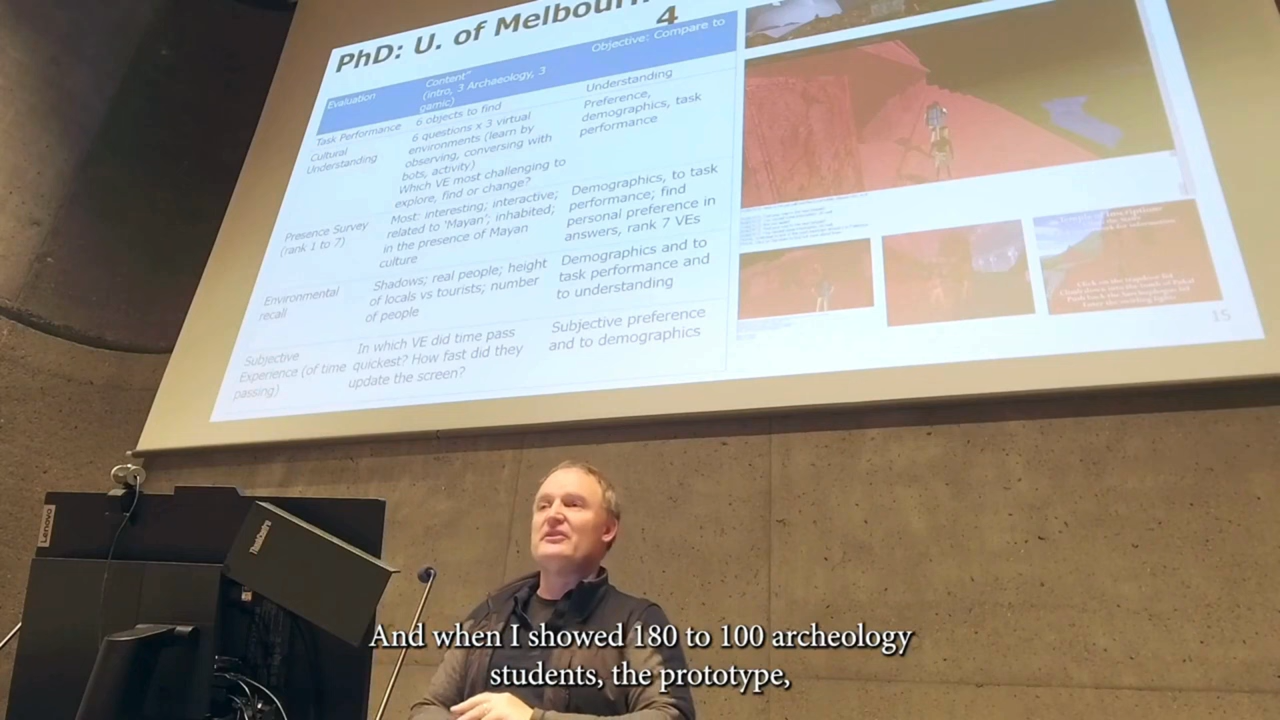 PhD: U. of Melbourn
4
Evaluation
Content"
(intro, 3 Archaeology, 3
gamic)
Objective: Compare to
Task Performance
6 objects to find
Understanding
Cultural
Understanding
6 questions x 3 virtual
environments (learn by
observing, conversing with
bots, activity)
Which VE most challenging to
explore, find or change?
Preference,
demographics, task
performance
Presence Survey
(rank 1 to 7)
Most: interesting; interactive;
related to 'Mayan'; inhabited;
in the presence of Mayan
culture
Demographics, to task
performance; find
personal preference in
answers, rank 7 VEs
Environmental
recall
Shadows; real people; height
of locals vs tourists; number
of people
Demographics and to
task performance and
to understanding
Subjective
Experience (of time
passing)
In which VE did time pass
quickest? How fast did they
update the screen?
Subjective preference
and to demographics
15
Lenovo
ThinkCentre
And when I showed 180 to 100 archeology
students, the prototype,